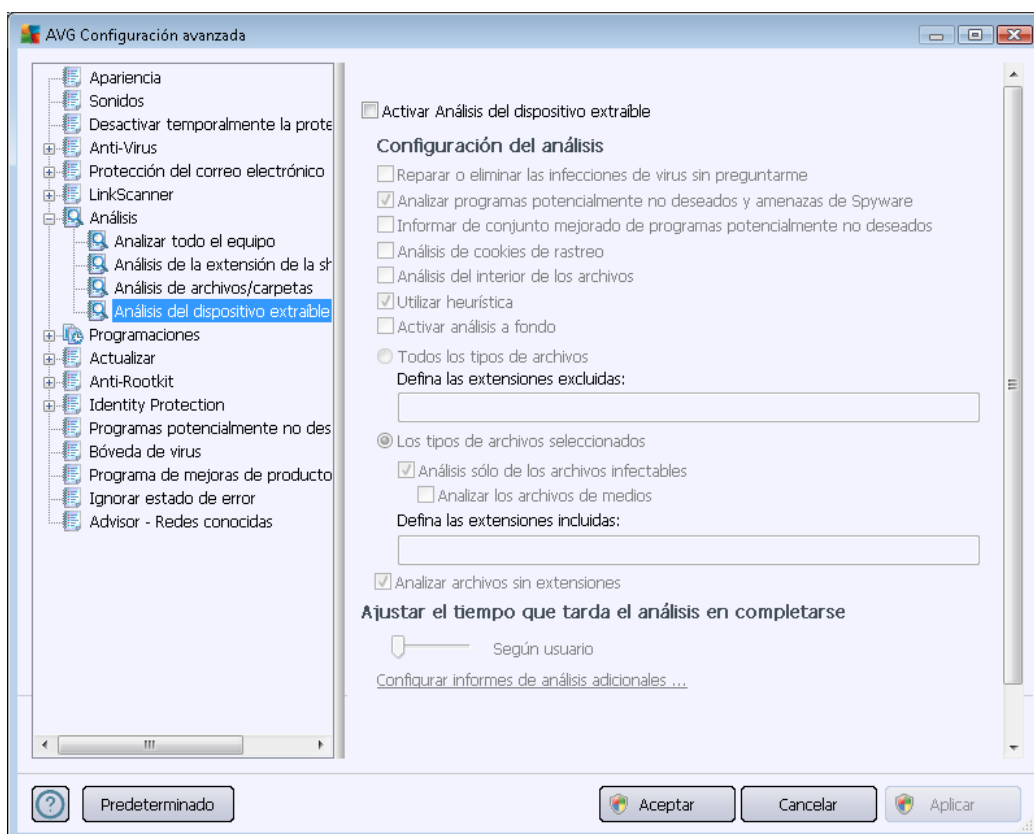 AVG Configuración avanzada
Apariencia
Sonidos
Desactivar temporalmente la prote
Anti-Virus
Protección del correo electrónico
LinkScanner
Análisis
Analizar todo el equipo
Análisis de la extensión de la sh
Análisis de archivos/carpetas
Análisis del dispositivo extraíble
Programaciones
Actualizar
Anti-Rootkit
Identity Protection
Programas potencialmente no des
Bóveda de virus
Programa de mejoras de producto
Ignorar estado de error
Advisor - Redes conocidas
Activar Análisis del dispositivo extraíble
Configuración del análisis
Reparar o eliminar las infecciones de virus sin preguntarme
Analizar programas potencialmente no deseados y amenazas de Spyware
Informar de conjunto mejorado de programas potencialmente no deseados
Análisis de cookies de rastreo
Análisis del interior de los archivos
Utilizar heurística
Activar análisis a fondo
Todos los tipos de archivos
Defina las extensiones excluidas:
Los tipos de archivos seleccionados
Análisis sólo de los archivos infectables
Analizar los archivos de medios
Defina las extensiones incluidas:
Analizar archivos sin extensiones
Ajustar el tiempo que tarda el análisis en completarse
Según usuario
Configurar informes de análisis adicionales ...
Predeterminado
Aceptar
Cancelar
Aplicar